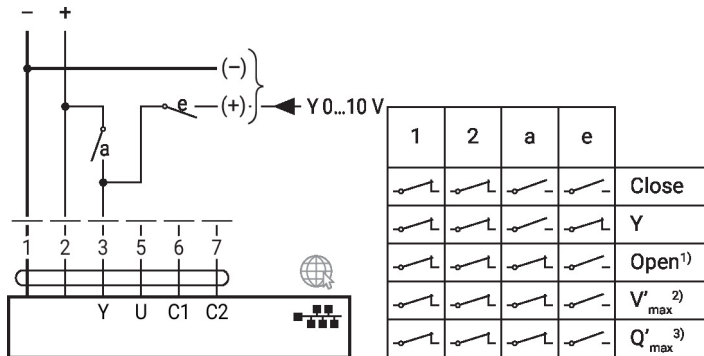 − +
(−)
e (+) Y 0...10 V
a
1 2 3 5 6 7
Y U C1 C2
1 2 a e
Close
Y
Open1)
V'max2)
Q'max3)